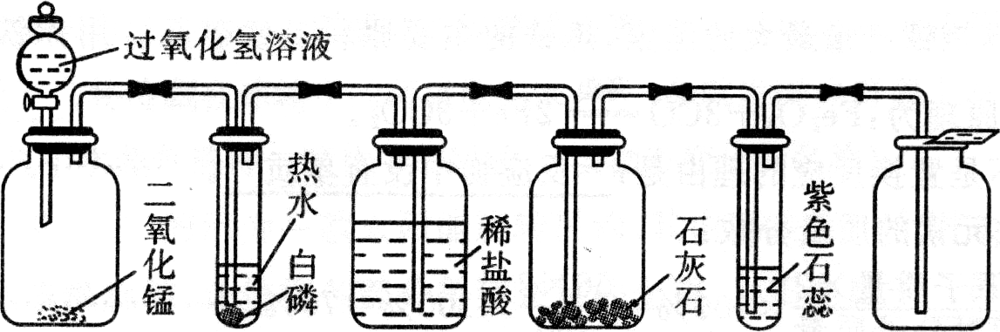 过氧化氢溶液
二氧化锰
热水
白磷
稀盐酸
石灰石
紫色石蕊